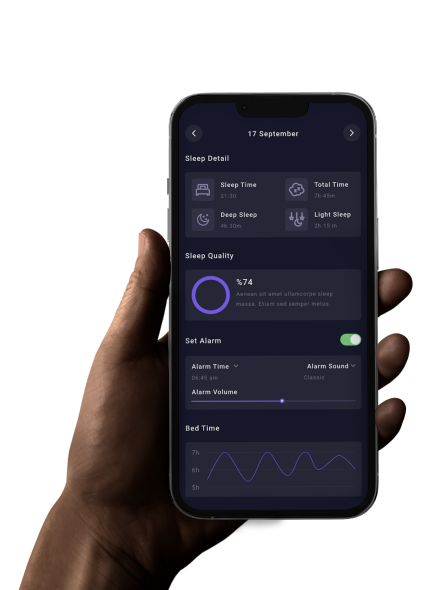 17 September
Sleep Detail
Sleep Time
21:30
Total Time
7h 45m
Deep Sleep
4h 30m
Light Sleep
2h 15 m
Sleep Quality
%74
Aenean sit amet ullamcorpe sleep
massa. Etiam sed semper metus.
Set Alarm
Alarm Time
06:45 am
Alarm Sound
Classic
Alarm Volume
Bed Time
7h
6h
5h